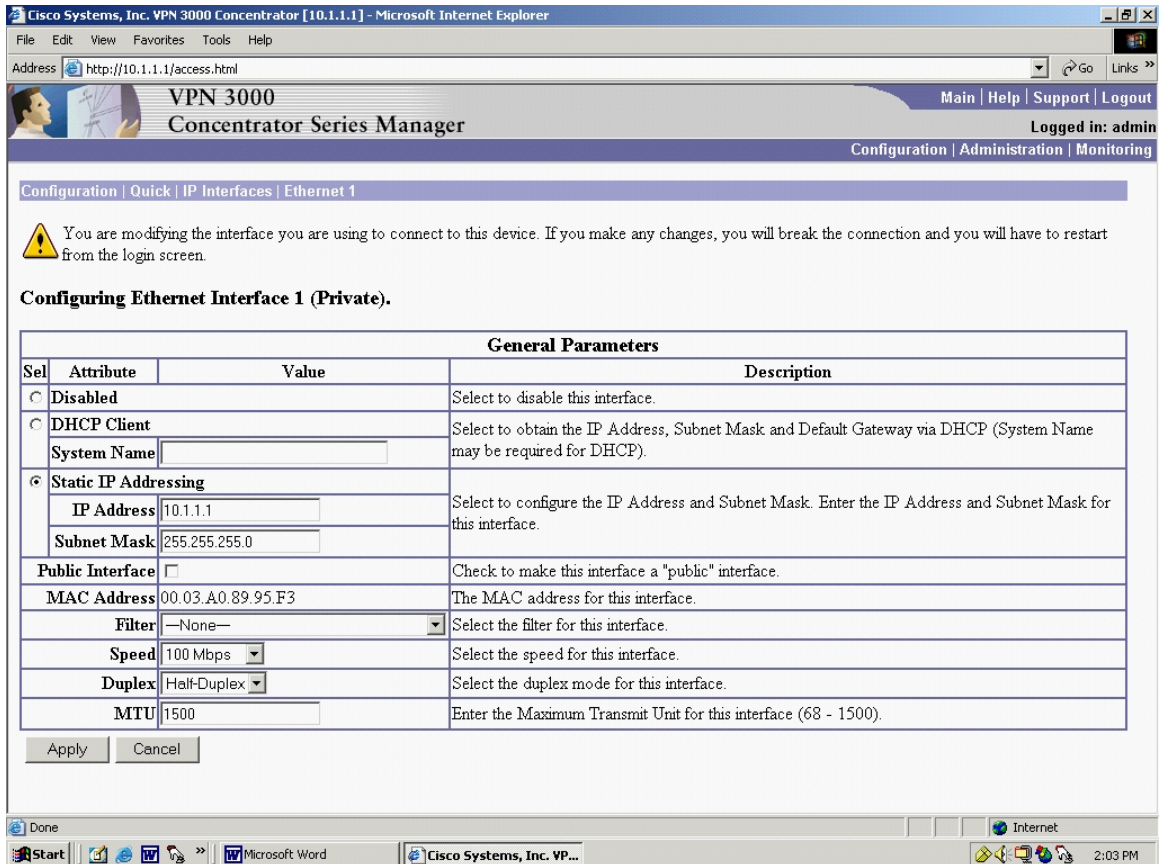 Cisco Systems, Inc. VPN 3000 Concentrator [10.1.1.1] - Microsoft Internet Explorer
File Edit View Favorites Tools Help
Address http://10.1.1.1/access.html Go Links »
VPN 3000
Concentrator Series Manager
Main | Help | Support | Logout
Logged in: admin
Configuration | Administration | Monitoring
Configuration | Quick | IP Interfaces | Ethernet 1
You are modifying the interface you are using to connect to this device. If you make any changes, you will break the connection and you will have to restart
from the login screen.
Configuring Ethernet Interface 1 (Private).
General Parameters
Sel Attribute Value Description
Disabled Select to disable this interface.
DHCP Client
System Name
Select to obtain the IP Address, Subnet Mask and Default Gateway via DHCP (System Name
may be required for DHCP).
Static IP Addressing
IP Address 10.1.1.1
Subnet Mask 255.255.255.0
Select to configure the IP Address and Subnet Mask. Enter the IP Address and Subnet Mask for
this interface.
Public Interface Check to make this interface a "public" interface.
MAC Address 00.03.A0.89.95.F3 The MAC address for this interface.
Filter —None— Select the filter for this interface.
Speed 100 Mbps Select the speed for this interface.
Duplex Half-Duplex Select the duplex mode for this interface.
MTU 1500 Enter the Maximum Transmit Unit for this interface (68 - 1500).
Apply Cancel
Done Internet
Start » Microsoft Word Cisco Systems, Inc. VP... 2:03 PM